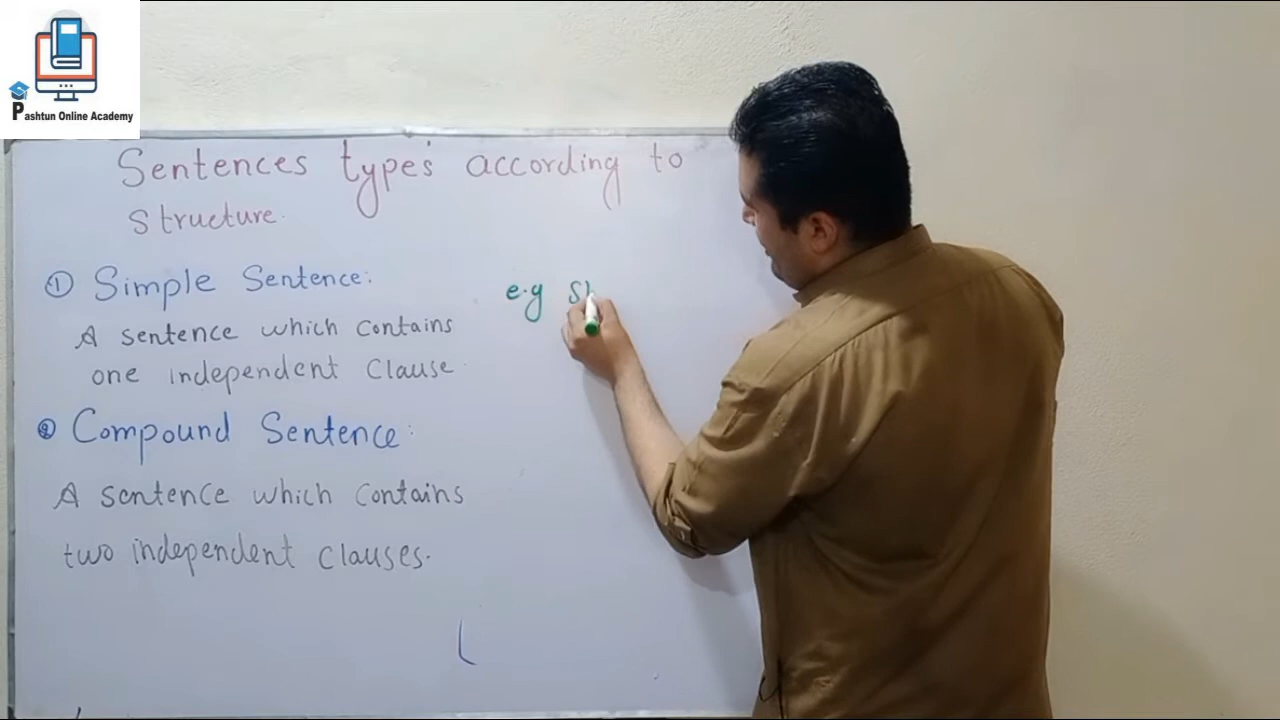 Pashtun Online Academy
Sentences types according to
structure.
① Simple Sentence:
A sentence which contains
one independent clause.
e.g
② Compound Sentence:
A sentence which contains
two independent clauses.